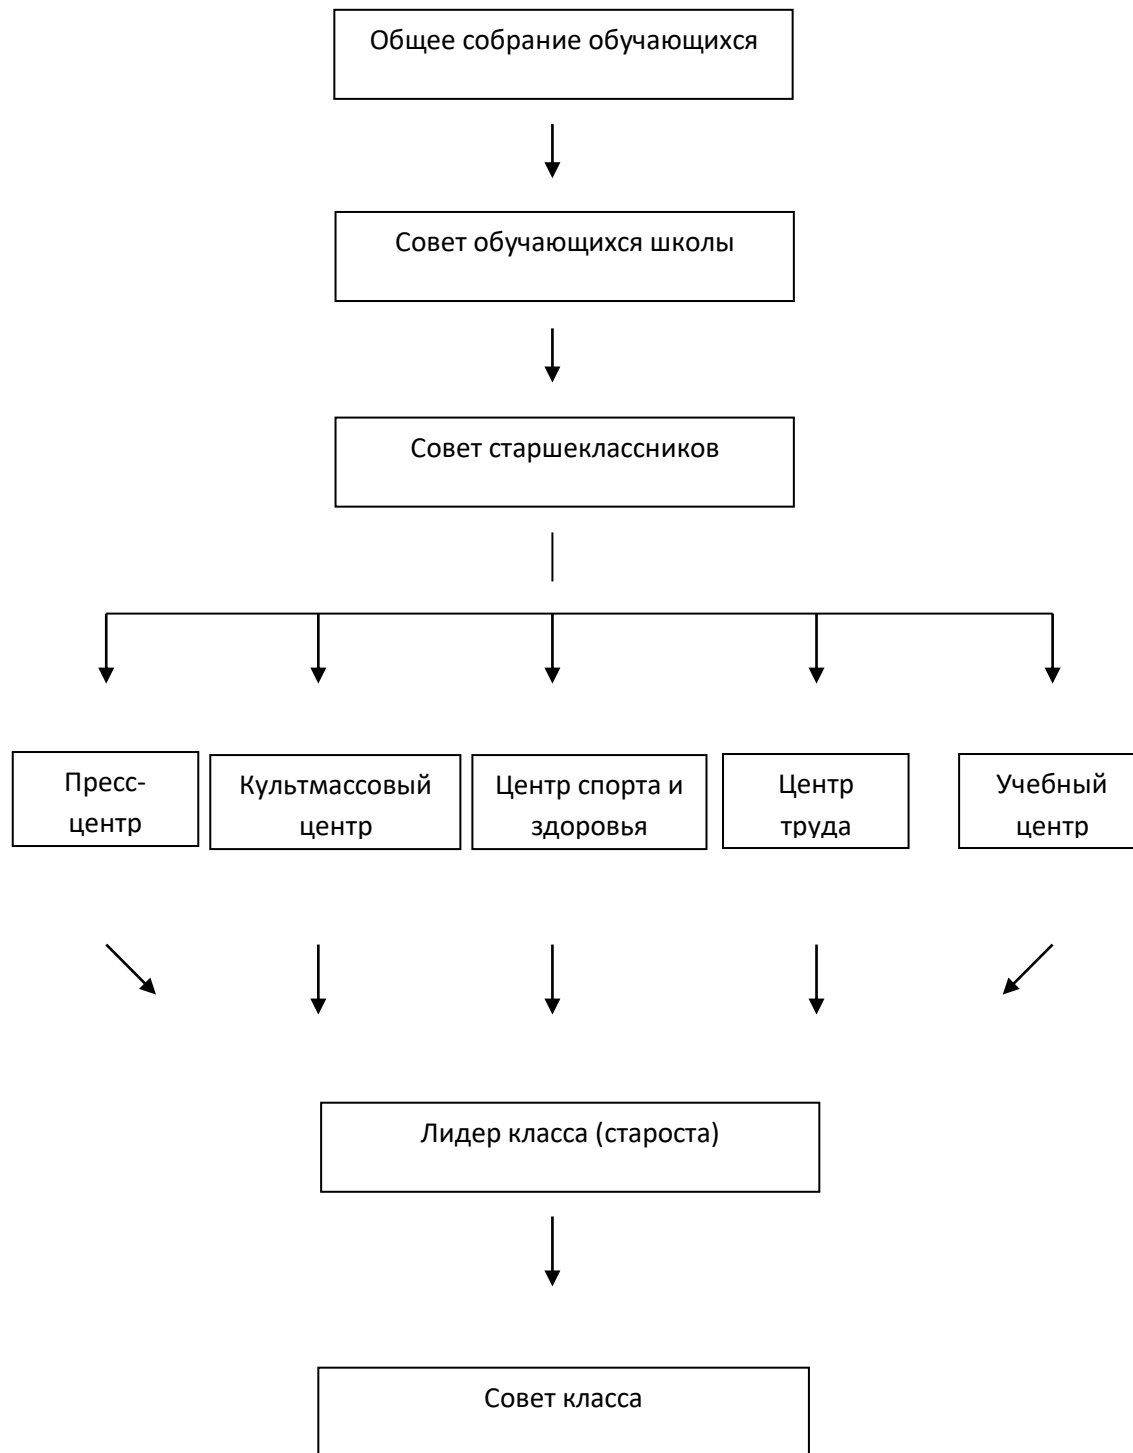 Общее собрание обучающихся
Совет обучающихся школы
Совет старшеклассников
Пресс-
центр
Культмассовый
центр
Центр спорта и
здоровья
Центр
труда
Учебный
центр
Лидер класса (староста)
Совет класса